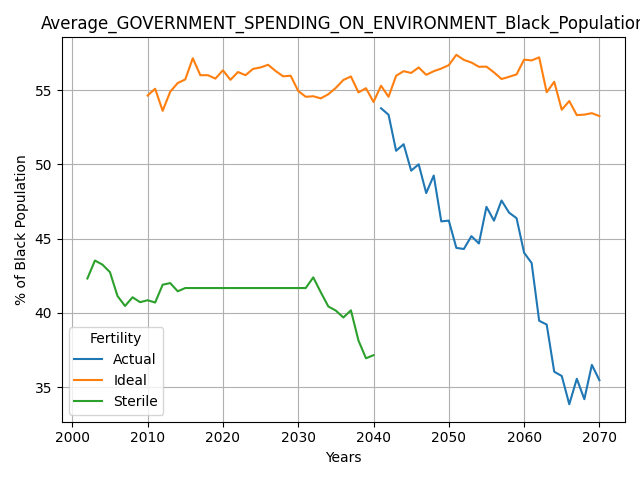 Average_GOVERNMENT_SPENDING_ON_ENVIRONMENT_Black_Population
% of Black Population
55
50
45
40
35
Fertility
Actual
Ideal
Sterile
2000 2010 2020 2030 2040 2050 2060 2070
Years